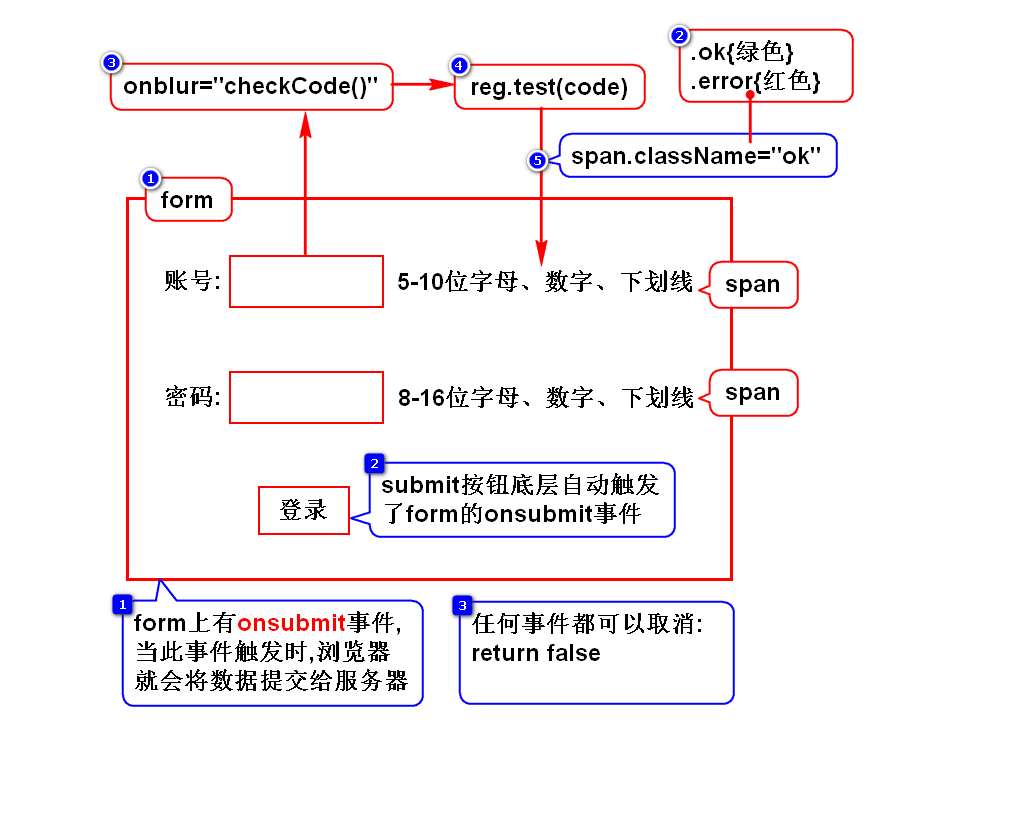 ③
onblur="checkCode()"
④
reg.test(code)
②
.ok{绿色}
.error{红色}
⑤
span.className="ok"
①
form
账号:
5-10位字母、数字、下划线
span
密码:
8-16位字母、数字、下划线
span
登录
2
submit按钮底层自动触发
了form的onsubmit事件
1
form上有onsubmit事件,
当此事件触发时,浏览器
就会将数据提交给服务器
3
任何事件都可以取消:
return false